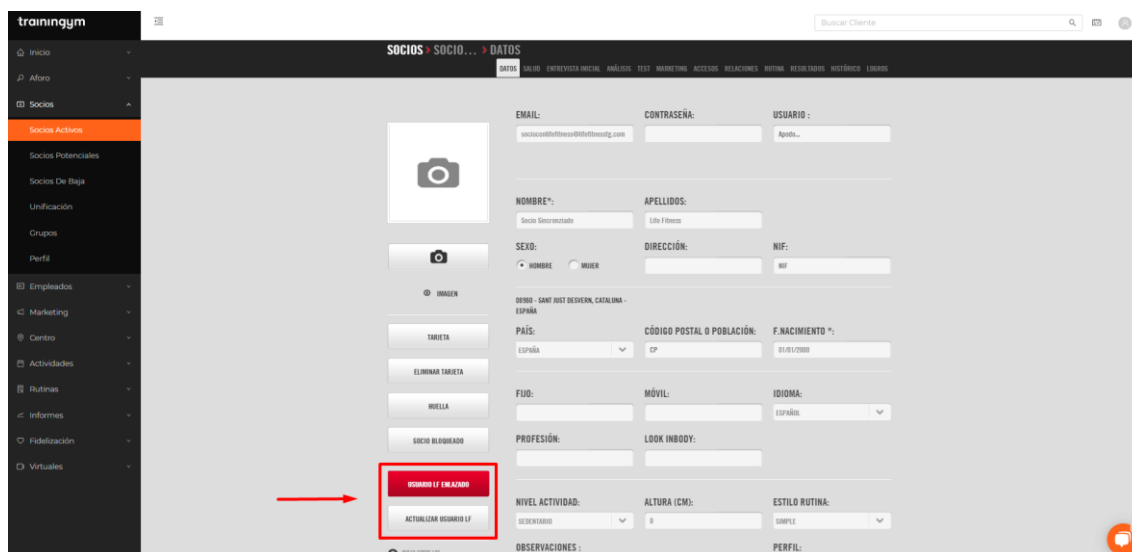 trainingym
Buscar Cliente
Inicio
Aforo
Socios
Socios Activos
Socios Potenciales
Socios De Baja
Unificación
Grupos
Perfil
Empleados
Marketing
Centro
Actividades
Rutinas
Informes
Fidelización
Virtuales
SOCIOS > SOCIO... > DATOS
DATOS SALUD ENTREVISTA INICIAL ANÁLISIS TEST MARKETING ACCESOS RELACIONES RUTINA RESULTADOS HISTÓRICO LOGROS
IMAGEN
TARJETA
ELIMINAR TARJETA
HUELLA
SOCIO BLOQUEADO
USUARIO LF ENLAZADO
ACTUALIZAR USUARIO LF
EMAIL: CONTRASEÑA: USUARIO :
Apodo...
NOMBRE*: APELLIDOS:
Socio Sincronziado Life Fitness
SEXO: DIRECCIÓN: NIF:
HOMBRE MUJER NIF
08960 - SANT JUST DESVERN, CATALUNA -
ESPAÑA
PAÍS: CÓDIGO POSTAL O POBLACIÓN: F.NACIMIENTO *:
ESPAÑA CP 01/01/2000
FIJO: MÓVIL: IDIOMA:
ESPAÑOL
PROFESIÓN: LOOK INBODY:
NIVEL ACTIVIDAD: ALTURA (CM): ESTILO RUTINA:
SEDENTARIO 0 SIMPLE
OBSERVACIONES : PERFIL: